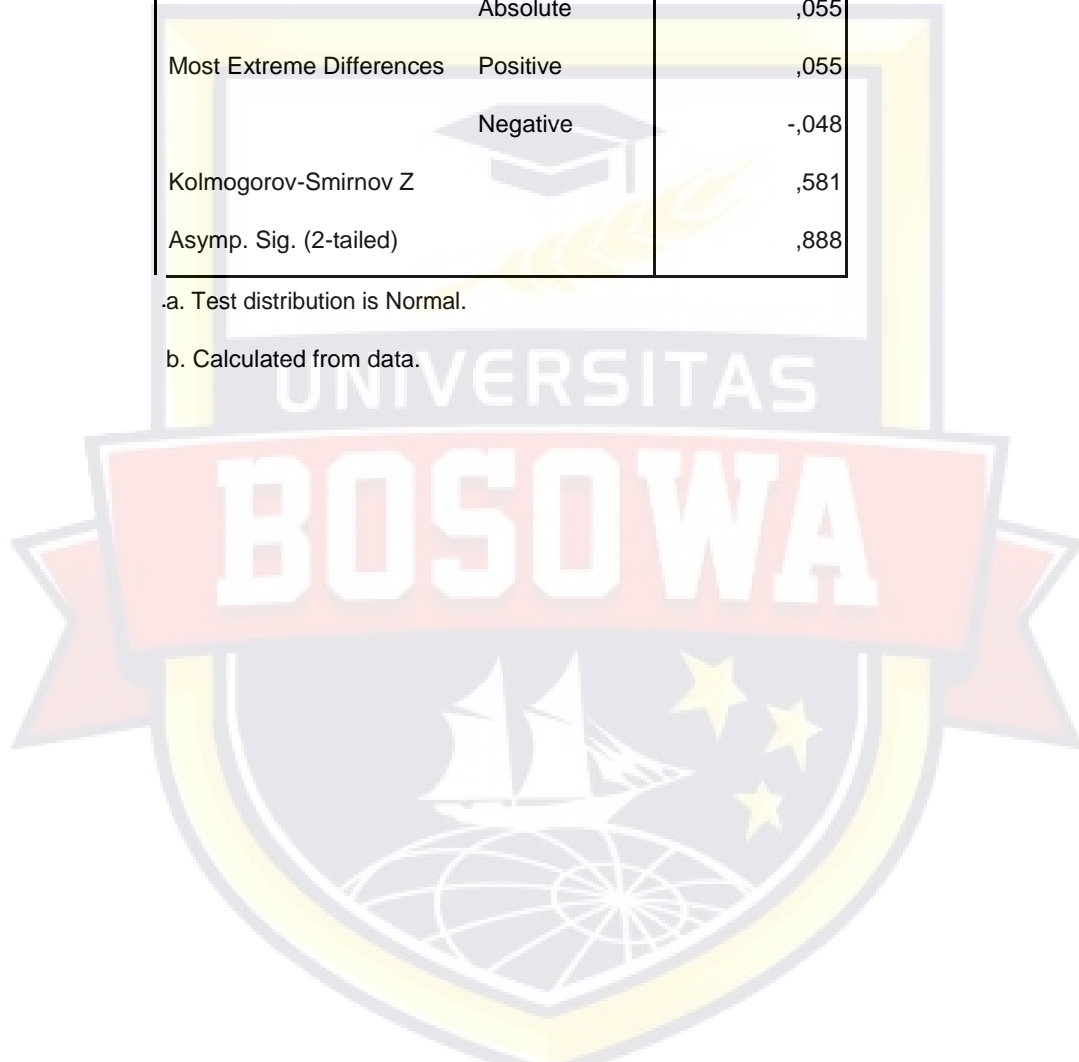 Absolute ,055
Most Extreme Differences Positive ,055
Negative -,048
Kolmogorov-Smirnov Z ,581
Asymp. Sig. (2-tailed) ,888
.a. Test distribution is Normal.
b. Calculated from data.
UNIVERSITAS
BOSOWA